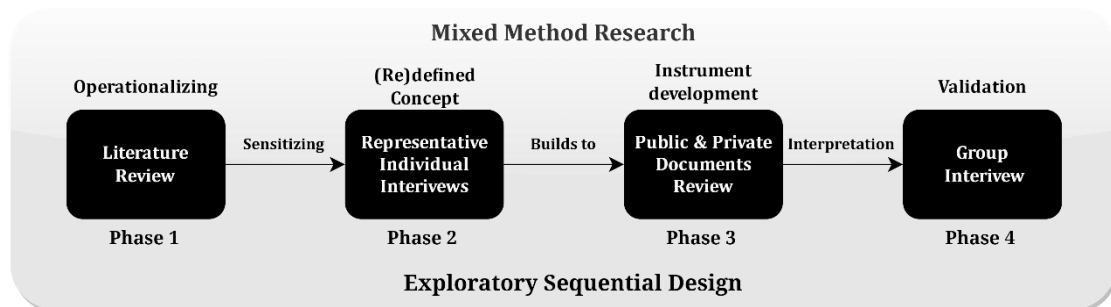 Mixed Method Research
Operationalizing
(Re)defined
Concept
Instrument
development
Validation
Literature
Review
Sensitizing
Representative
Individual
Interivews
Builds to
Public & Private
Documents
Review
Interpretation
Group
Interivew
Phase 1
Phase 2
Phase 3
Phase 4
Exploratory Sequential Design